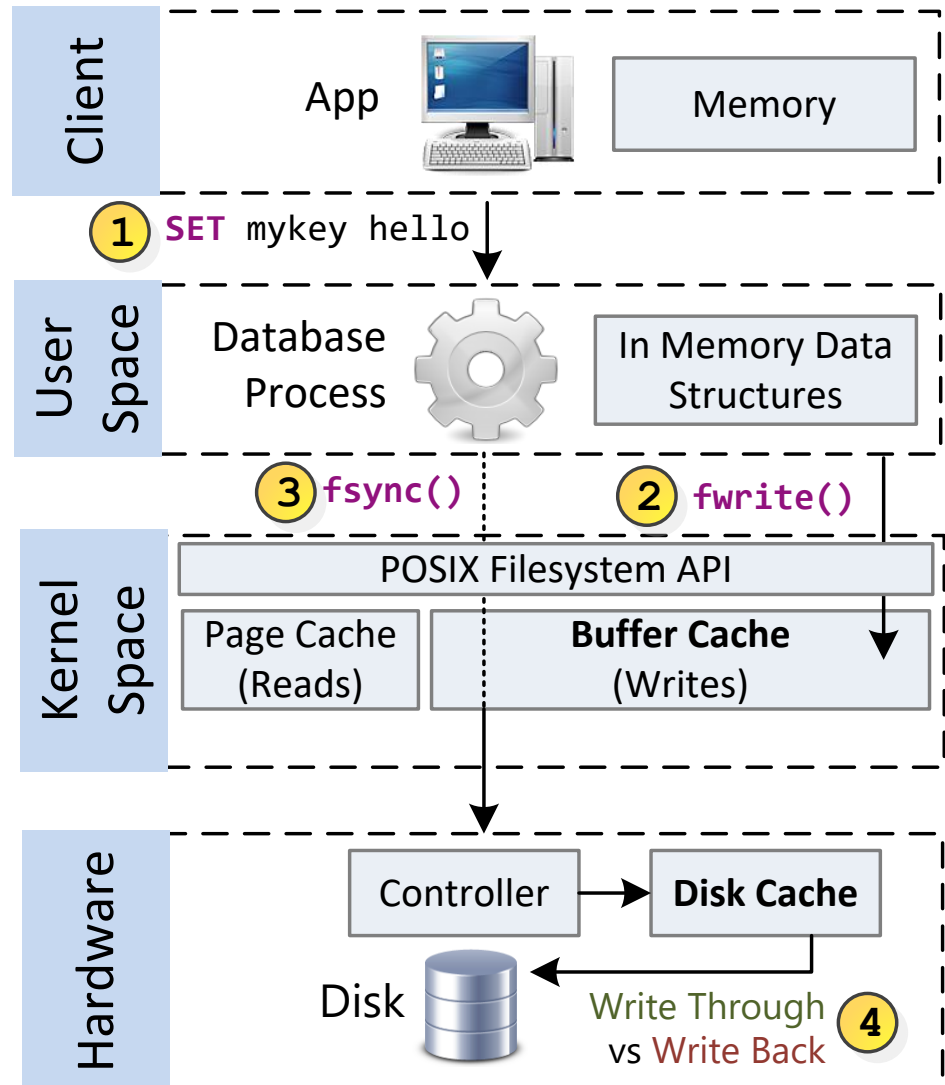 Client
App
Memory
1 SET mykey hello
User
Space
Database
Process
In Memory Data
Structures
3 fsync()
2 fwrite()
Kernel
Space
POSIX Filesystem API
Page Cache
(Reads)
Buffer Cache
(Writes)
Hardware
Controller
Disk Cache
Disk
Write Through
vs Write Back
4